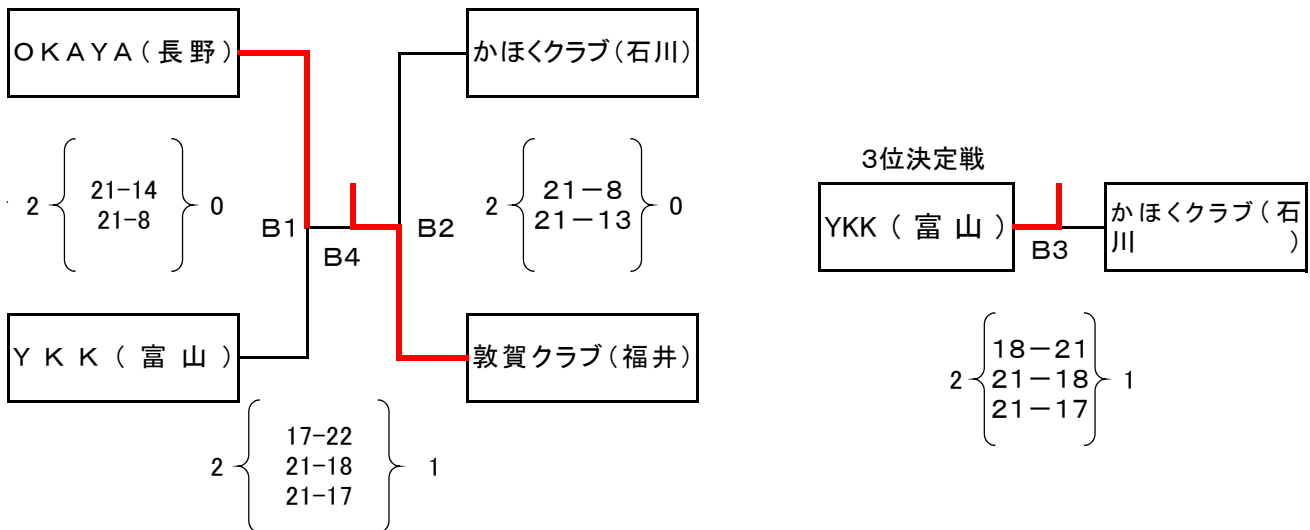 OKAYA(長野)
かほくクラブ(石川)
2 21-14 0
21-8
2 21-8 0
21-13
B1
B2
B4
YKK(富山)
敦賀クラブ(福井)
2 17-22 1
21-18
21-17
3位決定戦
YKK(富山)
かほくクラブ(石
川)
B3
2 18-21 1
21-18
21-17